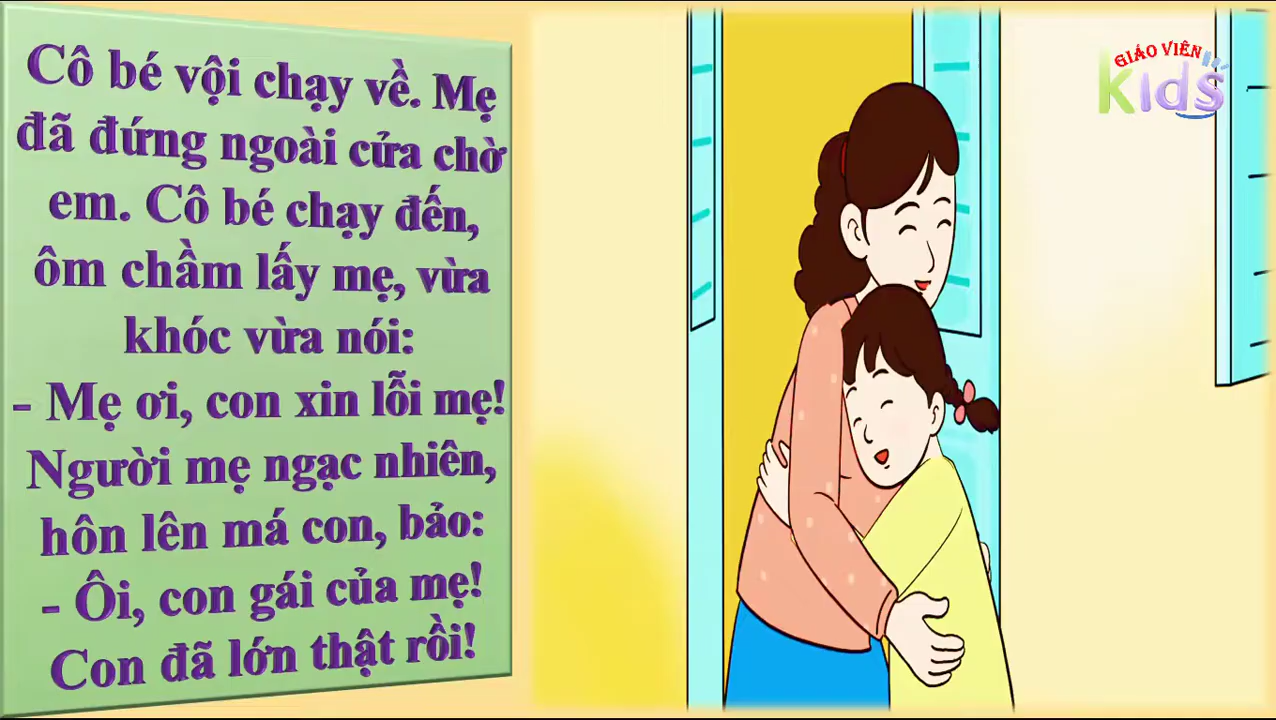 Cô bé vội chạy về. Mẹ
đã đứng ngoài cửa chờ
em. Cô bé chạy đến,
ôm chầm lấy mẹ, vừa
khóc vừa nói:
- Mẹ ơi, con xin lỗi mẹ!
Người mẹ ngạc nhiên,
hôn lên má con, bảo:
- Ôi, con gái của mẹ!
Con đã lớn thật rồi!
GIÁO VIÊN
Kids